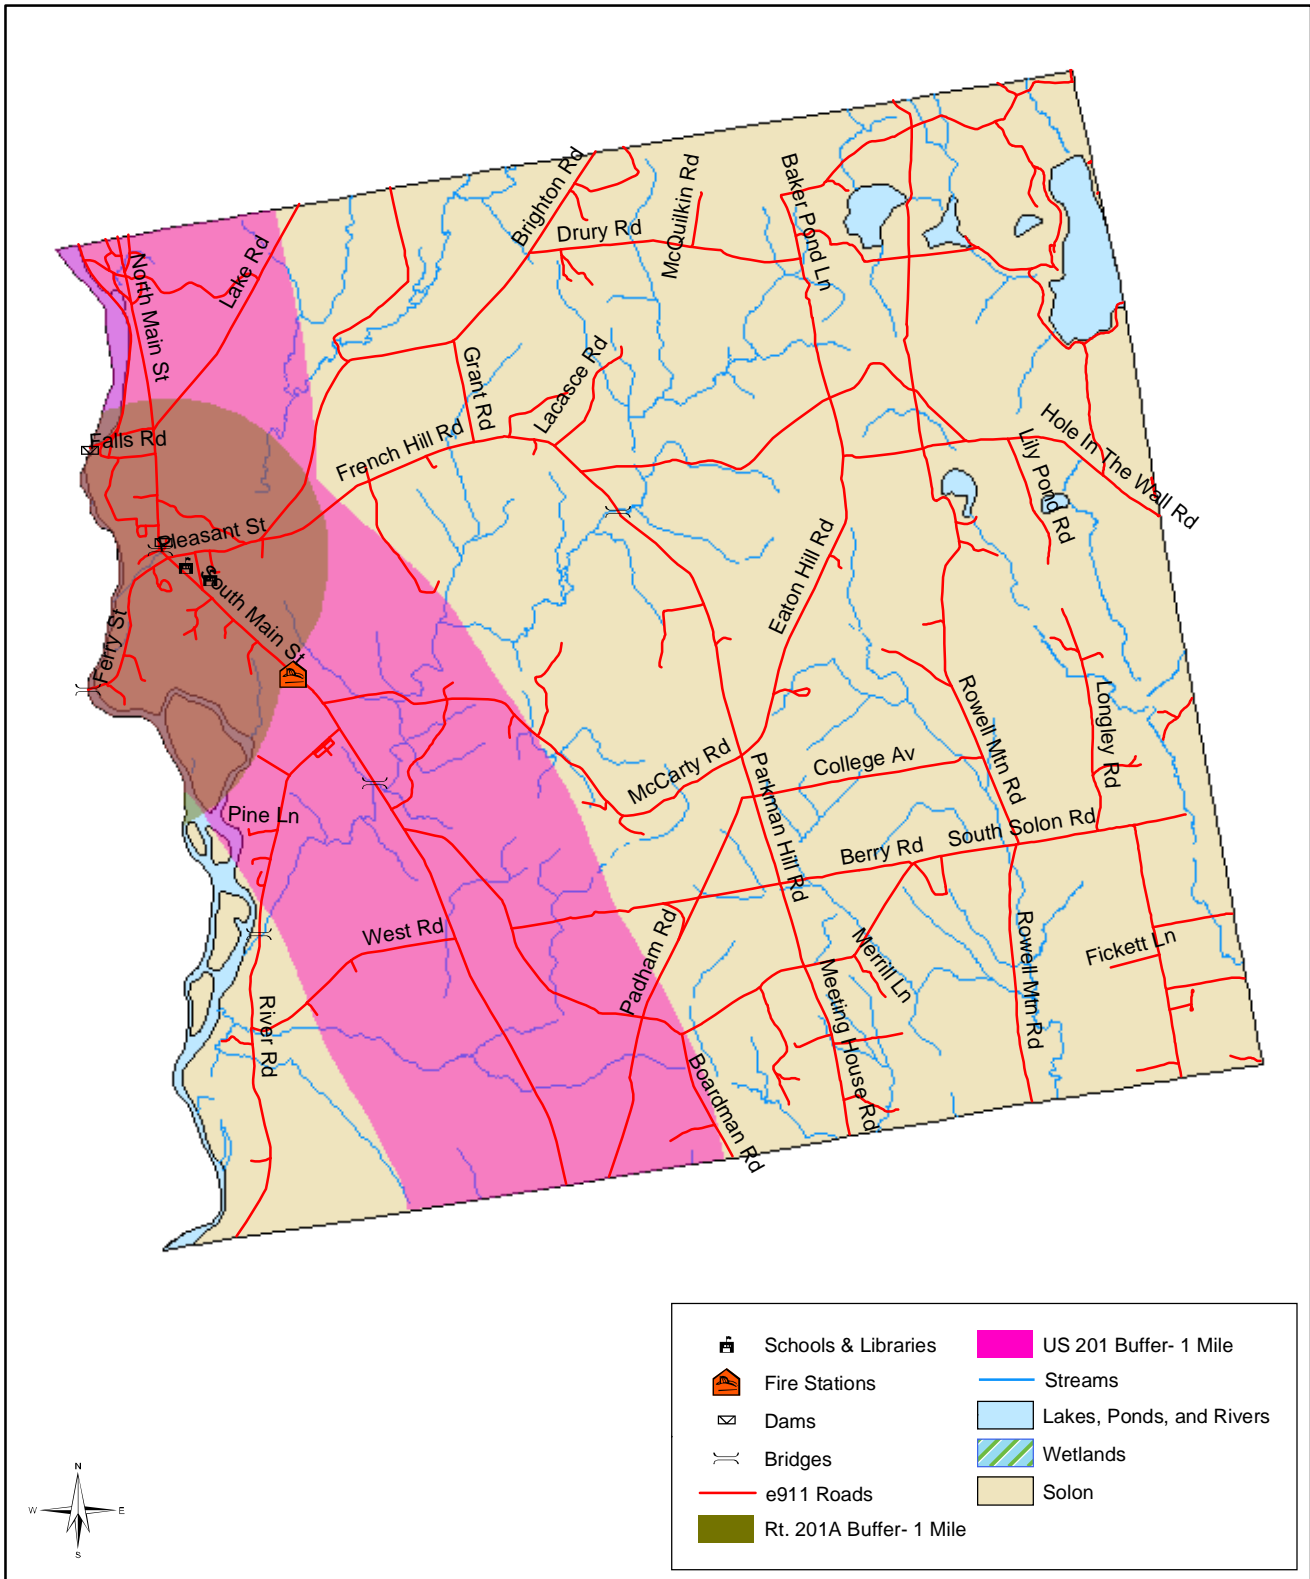 Brighton Rd
McQuilkin Rd
Baker Pond Ln
Drury Rd
North Main St
Lake Rd
Grant Rd
Lacasce Rd
Falls Rd
French Hill Rd
Hole In The Wall Rd
Lily Pond Rd
Pleasant St
South Main St
Ferry St
Eaton Hill Rd
Rowell Mtn Rd
Longley Rd
McCarty Rd
Parkman Hill Rd
College Av
Pine Ln
Berry Rd
South Solon Rd
West Rd
Padham Rd
Merrill Ln
Rowell Mtn Rd
Fickett Ln
River Rd
Meeting House Rd
Boardman Rd
Schools & Libraries
Fire Stations
Dams
Bridges
e911 Roads
Rt. 201A Buffer- 1 Mile
US 201 Buffer- 1 Mile
Streams
Lakes, Ponds, and Rivers
Wetlands
Solon
N
W
E
S